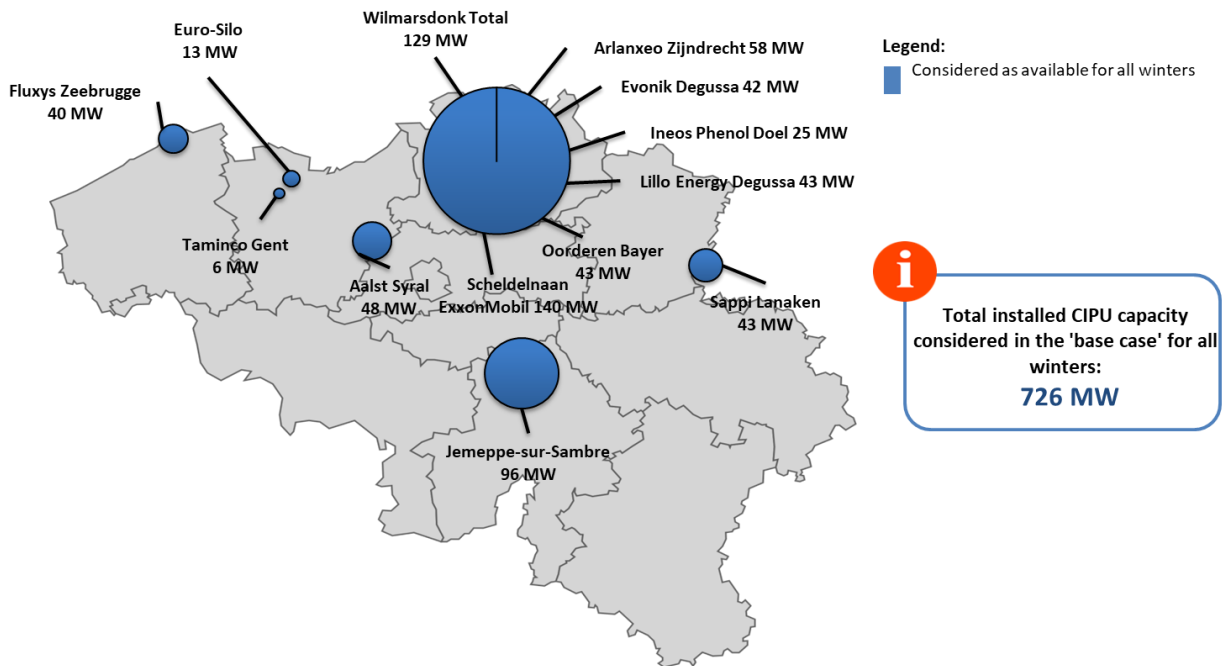 Wilmarsdonk Total
129 MW
Euro-Silo
13 MW
Arlanxeo Zijndrecht 58 MW
Legend:
Considered as available for all winters
Fluxys Zeebrugge
40 MW
Evonik Degussa 42 MW
Ineos Phenol Doel 25 MW
Lillo Energy Degussa 43 MW
Taminco Gent
6 MW
Oorderen Bayer
43 MW
Aalst Syral
48 MW
Scheldelnaan
ExxonMobil 140 MW
Sappi Lanaken
43 MW
i
Total installed CIPU capacity
considered in the 'base case' for all
winters:
726 MW
Jemeppe-sur-Sambre
96 MW